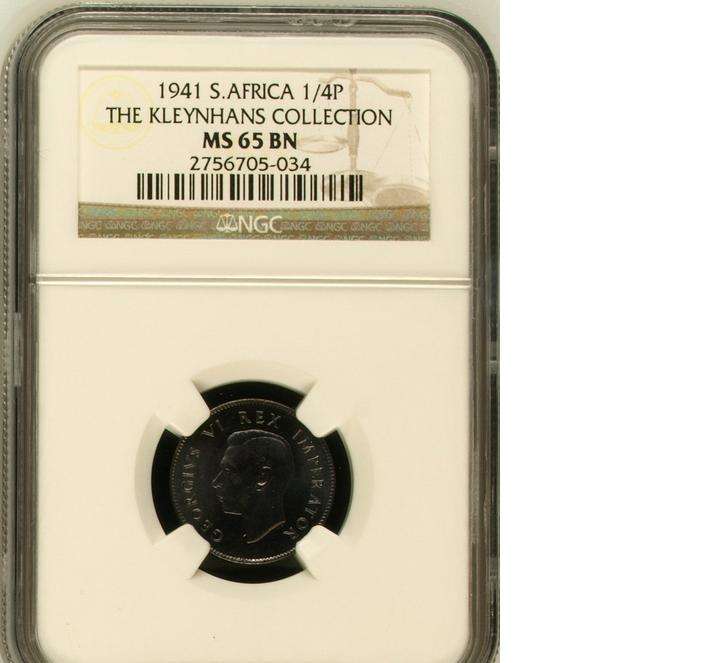 1941 S.AFRICA 1/4P
THE KLEYNHANS COLLECTION
MS 65 BN
2756705-034
NGC
GEORGIVS VI REX IMPERATOR